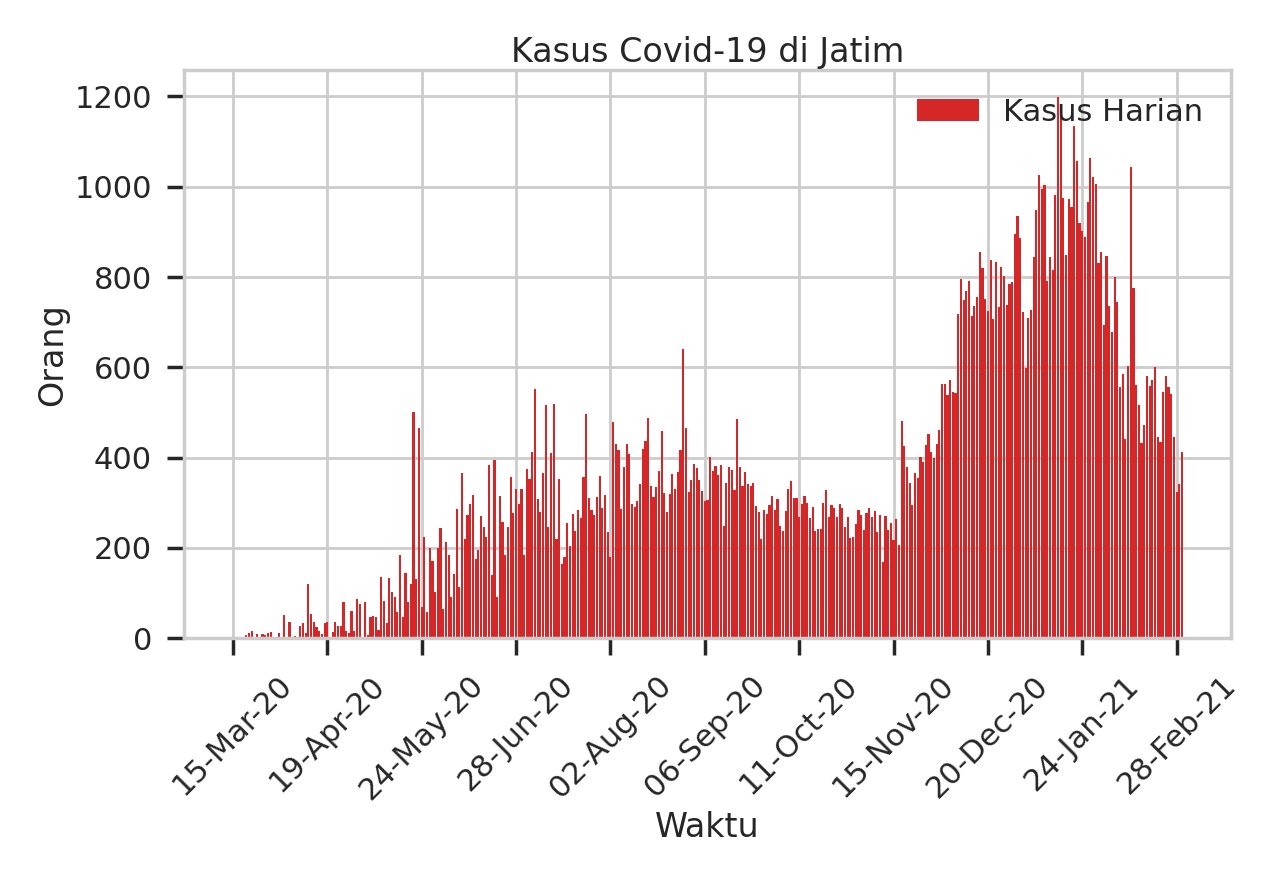 Kasus Covid-19 di Jatim
Kasus Harian
Orang
1200
1000
800
600
400
200
0
15-Mar-20
19-Apr-20
24-May-20
28-Jun-20
02-Aug-20
06-Sep-20
11-Oct-20
15-Nov-20
20-Dec-20
24-Jan-21
28-Feb-21
Waktu